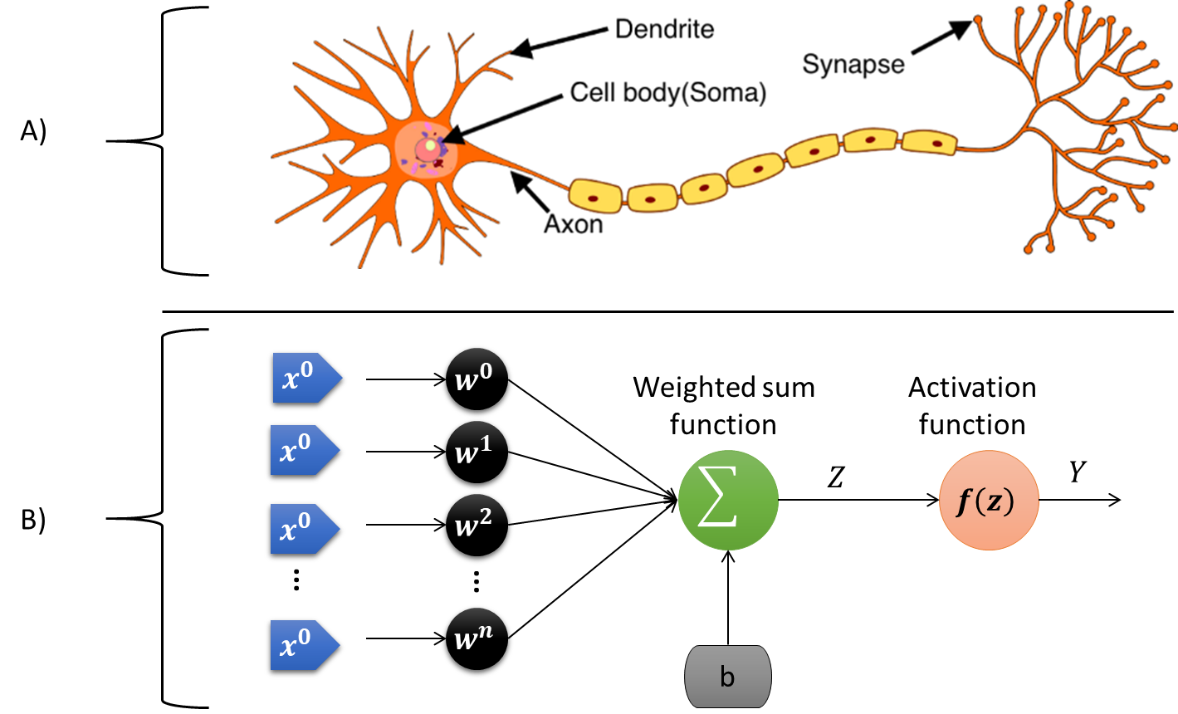 A)
Dendrite
Cell body(Soma)
Synapse
Axon
B)
x⁰
w⁰
x⁰
w¹
x⁰
w²
⋮
⋮
x⁰
wⁿ
Weighted sum
function
∑
b
Z
Activation
function
f(z)
Y